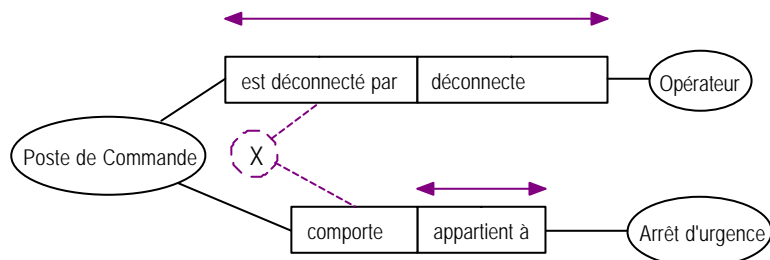 est déconnecté par
déconnecte
Opérateur
Poste de Commande
X
comporte
appartient à
Arrêt d'urgence